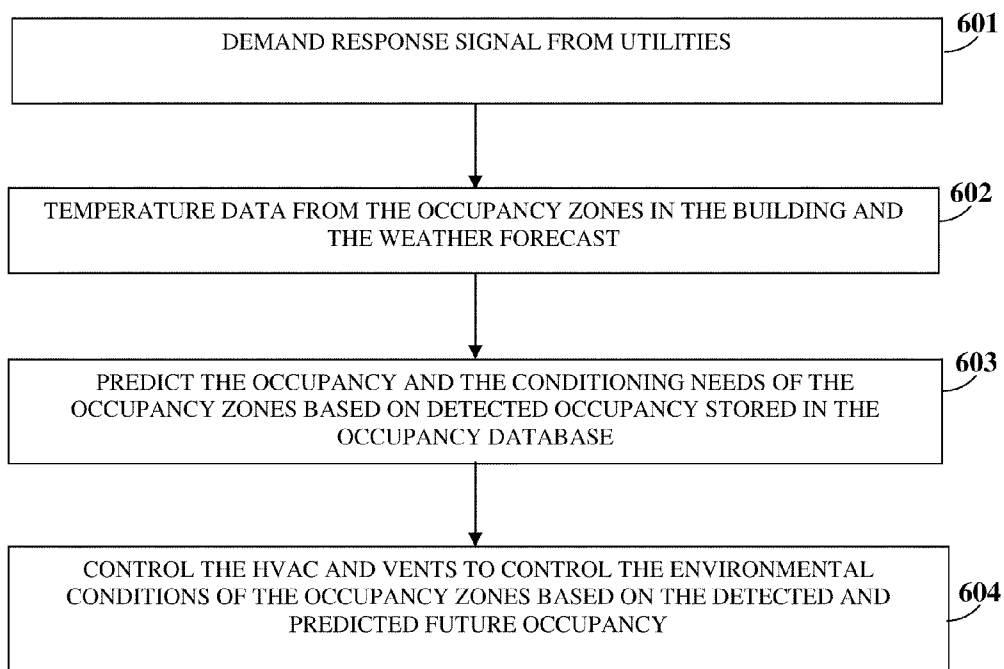 DEMAND RESPONSE SIGNAL FROM UTILITIES
601
TEMPERATURE DATA FROM THE OCCUPANCY ZONES IN THE BUILDING AND
THE WEATHER FORECAST
602
PREDICT THE OCCUPANCY AND THE CONDITIONING NEEDS OF THE
OCCUPANCY ZONES BASED ON DETECTED OCCUPANCY STORED IN THE
OCCUPANCY DATABASE
603
CONTROL THE HVAC AND VENTS TO CONTROL THE ENVIRONMENTAL
CONDITIONS OF THE OCCUPANCY ZONES BASED ON THE DETECTED AND
PREDICTED FUTURE OCCUPANCY
604